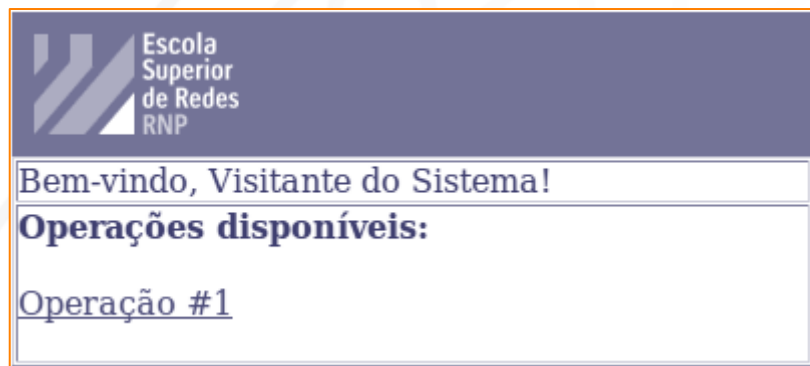 Escola
Superior
de Redes
RNP
Bem-vindo, Visitante do Sistema!
Operações disponíveis:
Operação #1